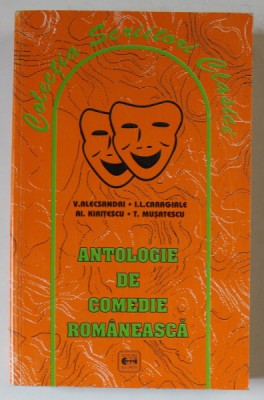 Colecția Scriitori Clasici
V. ALECSANDRI • I.L. CARAGIALE
AL. KIRIȚESCU • T. MUȘATESCU
ANTOLOGIE
DE
COMEDIE
ROMÂNEASCĂ